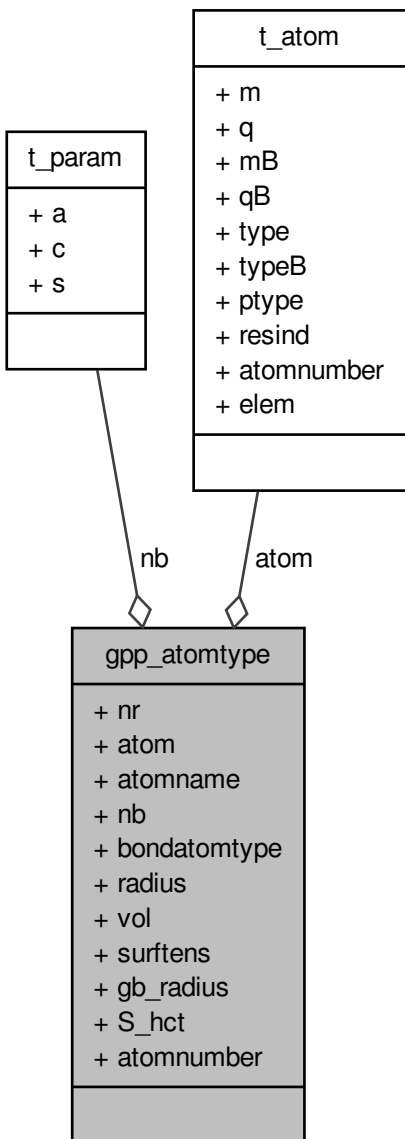 t_param
+ a
+ c
+ s
t_atom
+ m
+ q
+ mB
+ qB
+ type
+ typeB
+ ptype
+ resind
+ atomnumber
+ elem
nb
atom
gpp_atomtype
+ nr
+ atom
+ atomname
+ nb
+ bondatomtype
+ radius
+ vol
+ surftens
+ gb_radius
+ S_hct
+ atomnumber